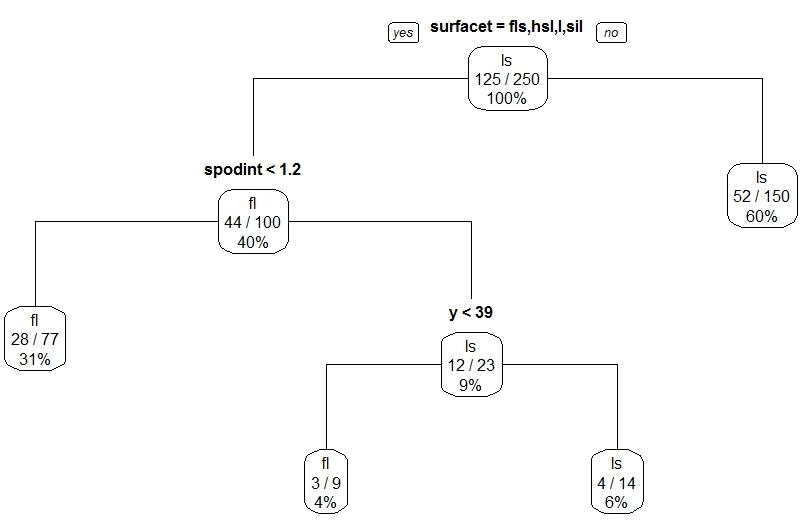 yes surfacet = fls,hsl,l,sil no
ls
125 / 250
100%
spodint < 1.2
fl
44 / 100
40%
ls
52 / 150
60%
fl
28 / 77
31%
y < 39
ls
12 / 23
9%
fl
3 / 9
4%
ls
4 / 14
6%